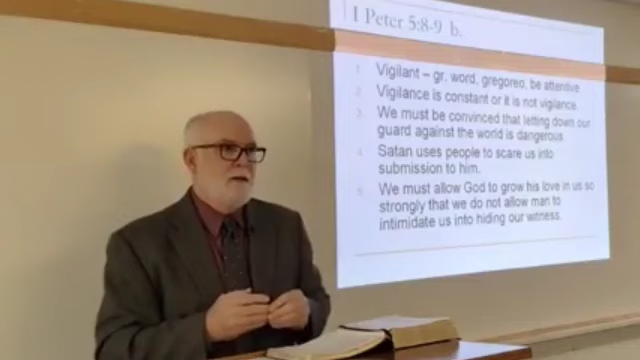 I Peter 5:8-9 b.
1. Vigilant – gr. word, gregoreo, be attentive
2. Vigilance is constant or it is not vigilance.
3. We must be convinced that letting down our
guard against the world is dangerous.
4. Satan uses people to scare us into
submission to him.
5. We must allow God to grow his love in us so
strongly that we do not allow man to
intimidate us into hiding our witness.